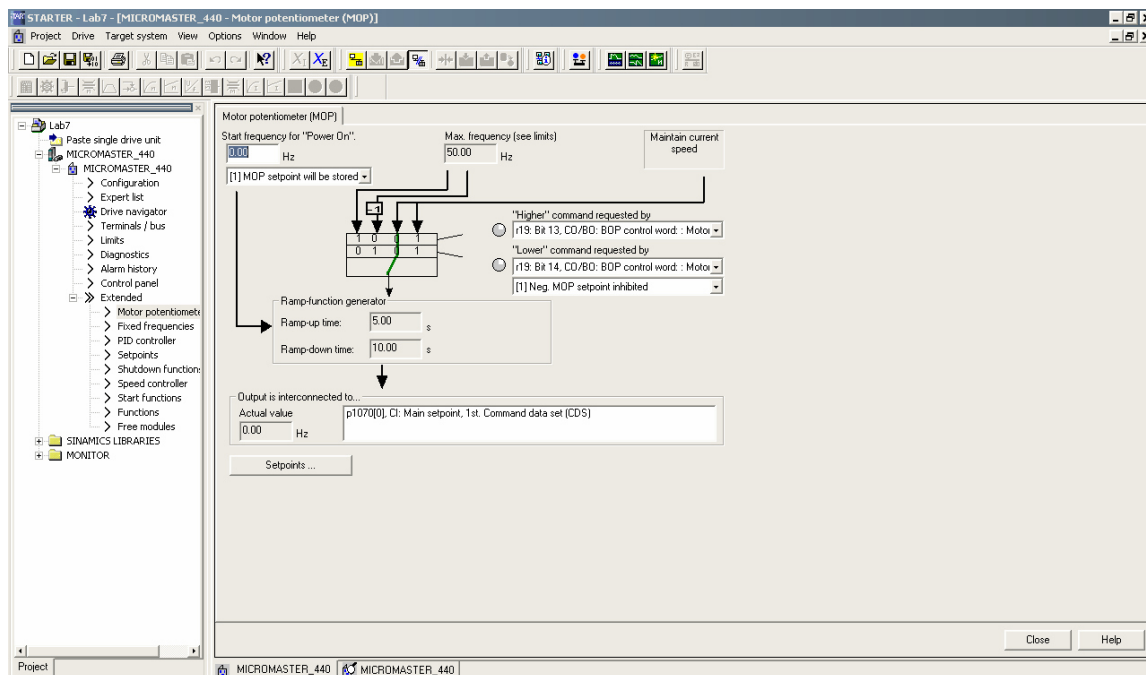 STARTER - Lab7 - [MICROMASTER_440 - Motor potentiometer (MOP)]
Project Drive Target system View Options Window Help
Lab7
Paste single drive unit
MICROMASTER_440
MICROMASTER_440
Configuration
Expert list
Drive navigator
Terminals / bus
Limits
Diagnostics
Alarm history
Control panel
Extended
Motor potentiomete
Fixed frequencies
PID controller
Setpoints
Shutdown function
Speed controller
Start functions
Functions
Free modules
SINAMICS LIBRARIES
MONITOR
Project
Motor potentiometer (MOP)
Start frequency for "Power On".
0.00 Hz
[1] MOP setpoint will be stored
Max. frequency (see limits)
50.00 Hz
Maintain current
speed
-1
1 0 0 1
0 1 0 1
"Higher" command requested by
r19: Bit 13, CO/BO: BOP control word: : Motor
"Lower" command requested by
r19: Bit 14, CO/BO: BOP control word: : Motor
[1] Neg. MOP setpoint inhibited
Ramp-function generator
Ramp-up time: 5.00 s
Ramp-down time: 10.00 s
Output is interconnected to...
Actual value
0.00 Hz
p1070[0], CI: Main setpoint, 1st. Command data set (CDS)
Setpoints ...
Close Help
MICROMASTER_440 MICROMASTER_440